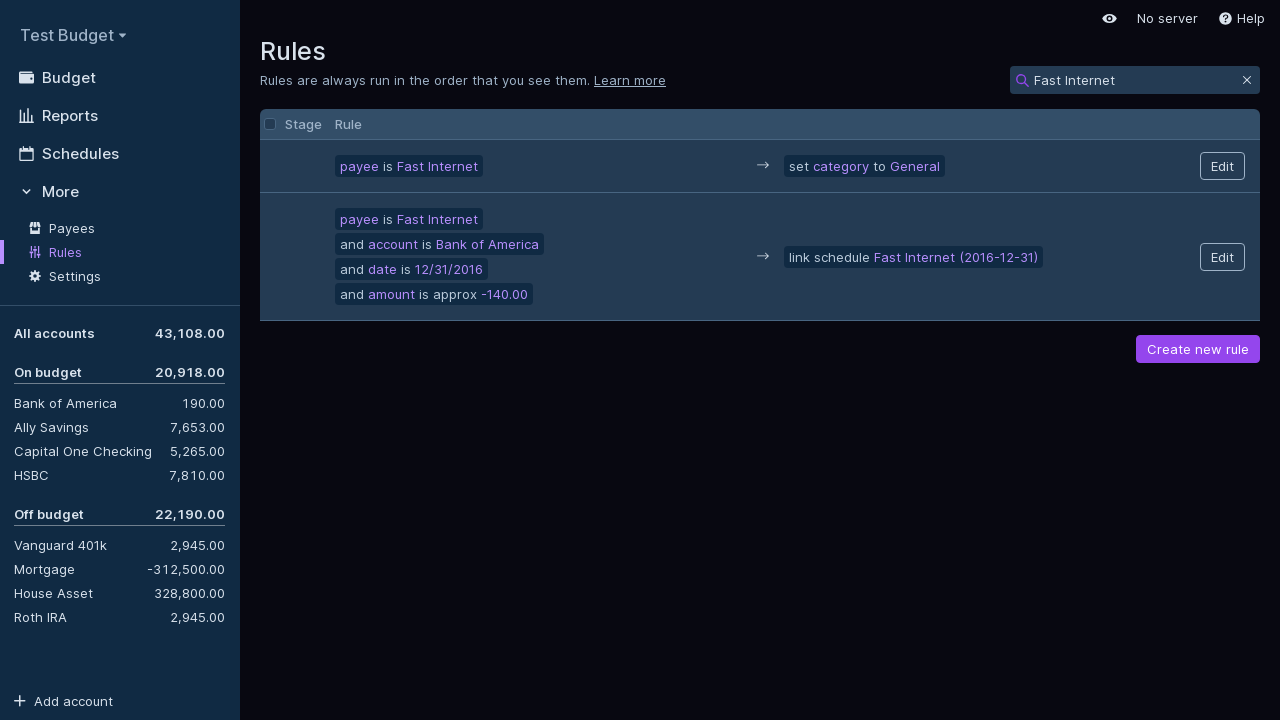 Test Budget
Budget
Reports
Schedules
More
Payees
Rules
Settings
All accounts 43,108.00
On budget 20,918.00
Bank of America 190.00
Ally Savings 7,653.00
Capital One Checking 5,265.00
HSBC 7,810.00
Off budget 22,190.00
Vanguard 401k 2,945.00
Mortgage -312,500.00
House Asset 328,800.00
Roth IRA 2,945.00
Add account
No server Help
Rules
Rules are always run in the order that you see them. Learn more
Fast Internet
Stage Rule
payee is Fast Internet → set category to General Edit
payee is Fast Internet
and account is Bank of America
and date is 12/31/2016
and amount is approx -140.00
→ link schedule Fast Internet (2016-12-31) Edit
Create new rule